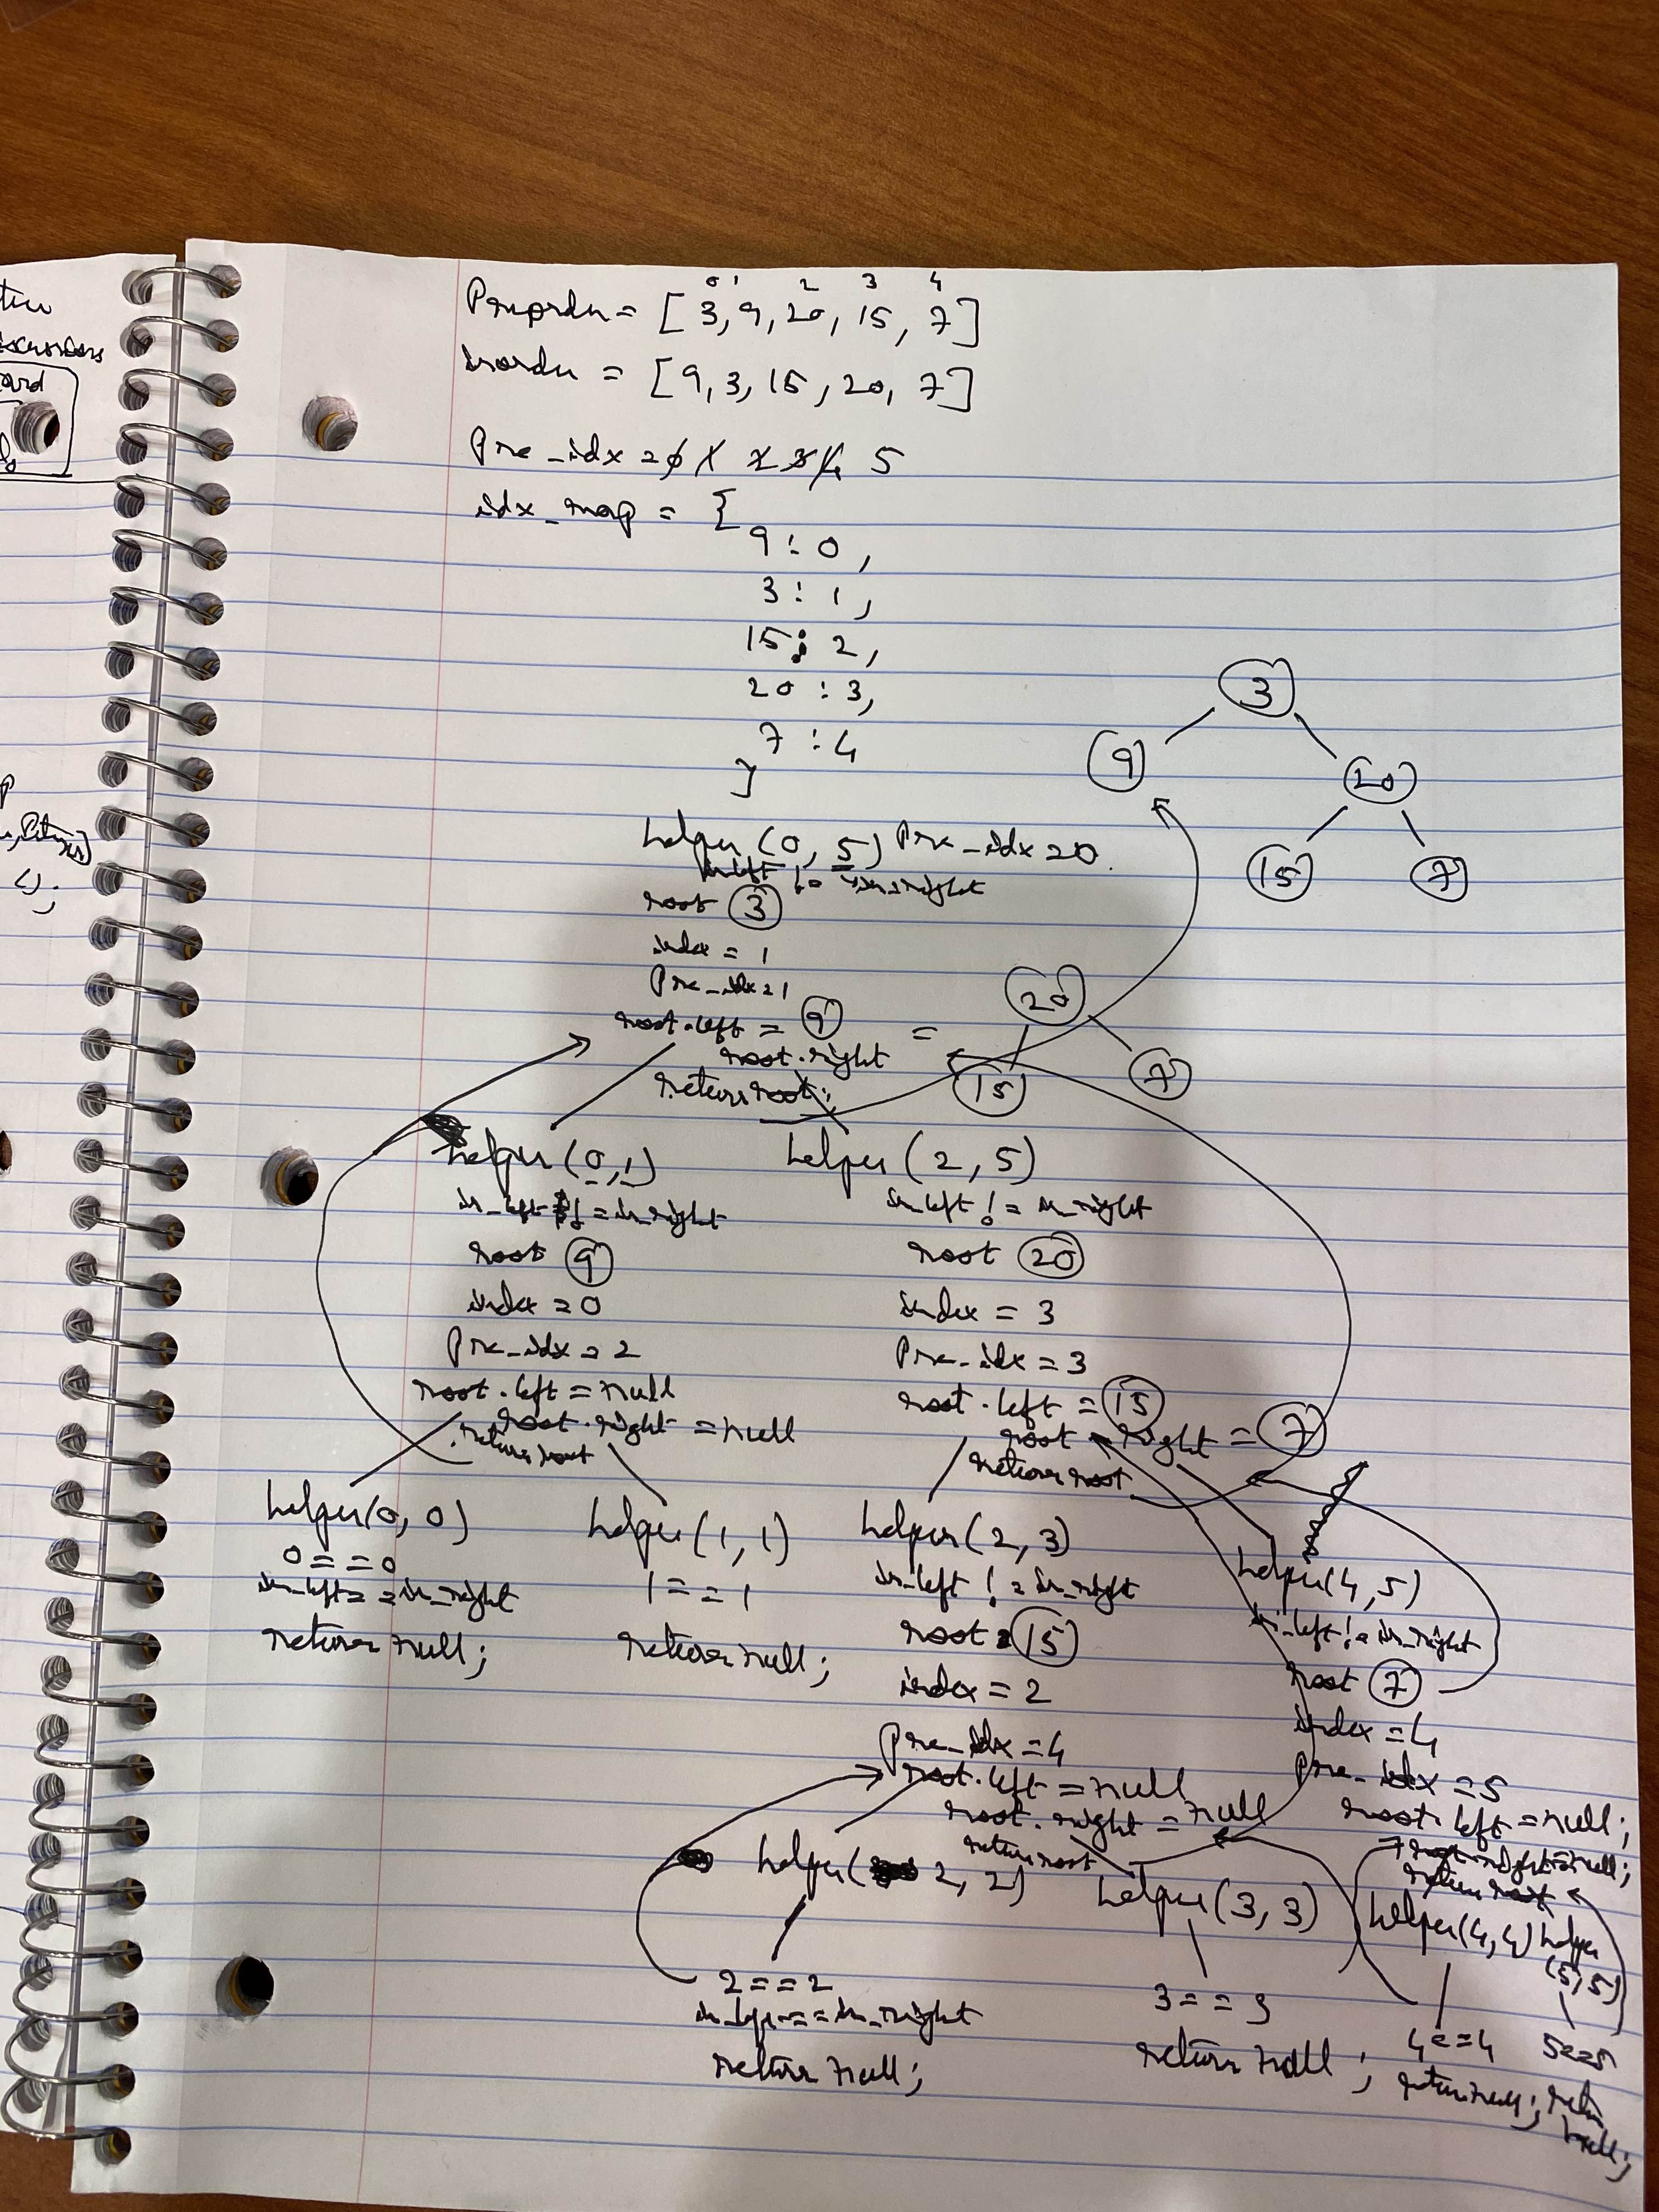 0 1 2 3 4
Preorder = [3, 9, 20, 15, 7]
inorder = [9, 3, 15, 20, 7]
Pre_idx = 0 1 2 3 4 5
idx_map = {
9 : 0,
3 : 1,
15 : 2,
20 : 3,
7 : 4
}
3
9 20
15 7
helper (0, 5) Pre_idx = 0
in_left != in_right
root 3
index = 1
Pre_idx = 1
root.left = 9
root.right = 20
15 7
return root;
helper (0,1)
in_left != in_right
root 9
index = 0
Pre_idx = 2
root.left = null
root.right = null
return root
helper (2, 5)
in_left != in_right
root 20
index = 3
Pre_idx = 3
root.left = 15
root.right = 7
return root
helper(0, 0)
0 == 0
in_left == in_right
return null;
helper (1, 1)
1 == 1
return null;
helper (2, 3)
in_left != in_right
root = 15
index = 2
Pre_idx = 4
root.left = null
root.right = null
return root
helper(4, 5)
in_left != in_right
root 7
index = 4
Pre_idx = 5
root.left = null;
root.right = null;
return root
helper( 2, 2)
2 == 2
in_left == in_right
return null;
helper (3, 3)
3 == 3
return null;
helper(4, 4)
4 == 4
return null;
helper
(5, 5)
5 == 5
return
null;